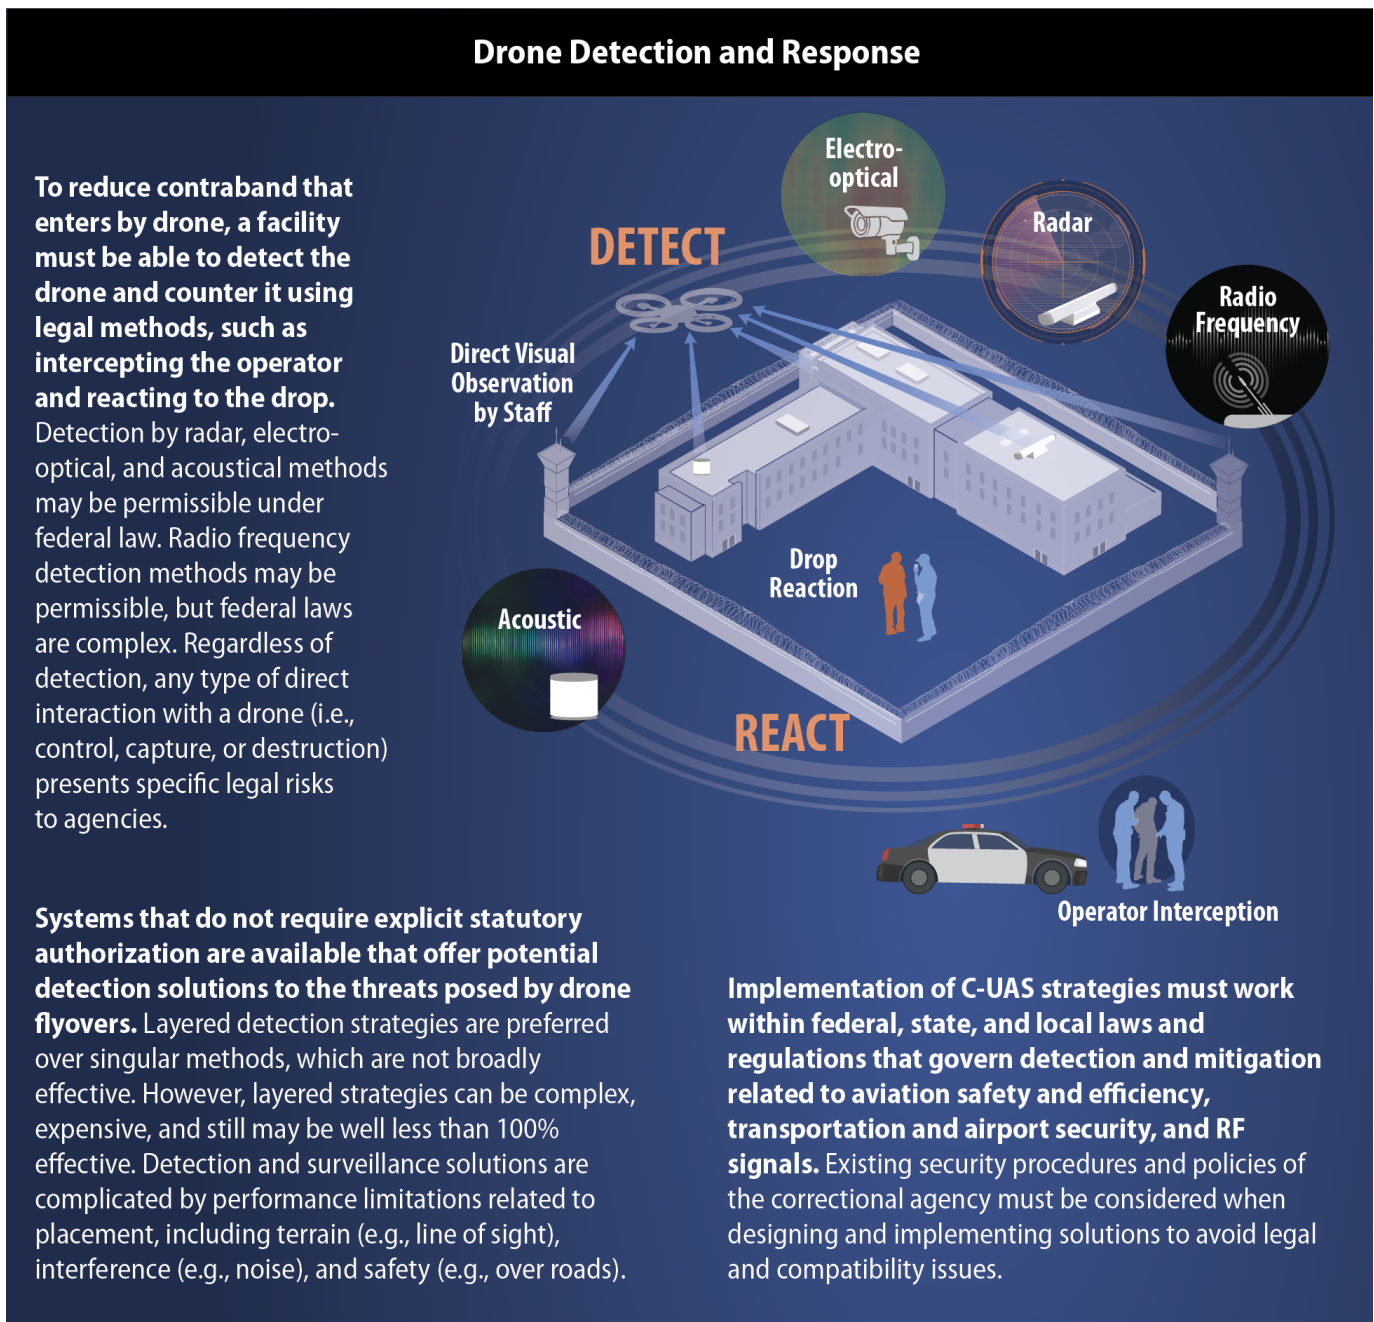 Drone Detection and Response
To reduce contraband that
enters by drone, a facility
must be able to detect the
drone and counter it using
legal methods, such as
intercepting the operator
and reacting to the drop.
Detection by radar, electro-
optical, and acoustical methods
may be permissible under
federal law. Radio frequency
detection methods may be
permissible, but federal laws
are complex. Regardless of
detection, any type of direct
interaction with a drone (i.e.,
control, capture, or destruction)
presents specific legal risks
to agencies.
DETECT
Electro-
optical
Radar
Radio
Frequency
Direct Visual
Observation
by Staff
Drop
Reaction
Acoustic
REACT
Operator Interception
Systems that do not require explicit statutory
authorization are available that offer potential
detection solutions to the threats posed by drone
flyovers. Layered detection strategies are preferred
over singular methods, which are not broadly
effective. However, layered strategies can be complex,
expensive, and still may be well less than 100%
effective. Detection and surveillance solutions are
complicated by performance limitations related to
placement, including terrain (e.g., line of sight),
interference (e.g., noise), and safety (e.g., over roads).
Implementation of C-UAS strategies must work
within federal, state, and local laws and
regulations that govern detection and mitigation
related to aviation safety and efficiency,
transportation and airport security, and RF
signals. Existing security procedures and policies of
the correctional agency must be considered when
designing and implementing solutions to avoid legal
and compatibility issues.